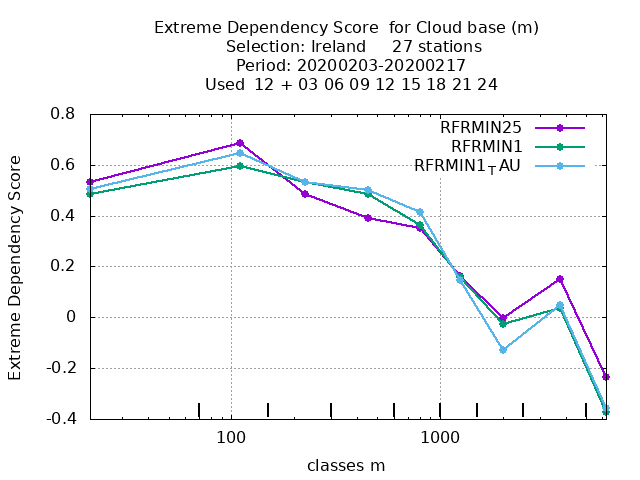 Extreme Dependency Score  for Cloud base (m)
Selection: Ireland     27 stations
Period: 20200203-20200217
Used  12 + 03 06 09 12 15 18 21 24
RFRMIN25
RFRMIN1
RFRMIN1TAU
Extreme Dependency Score
0.8
0.6
0.4
0.2
0
-0.2
-0.4
100
1000
classes m